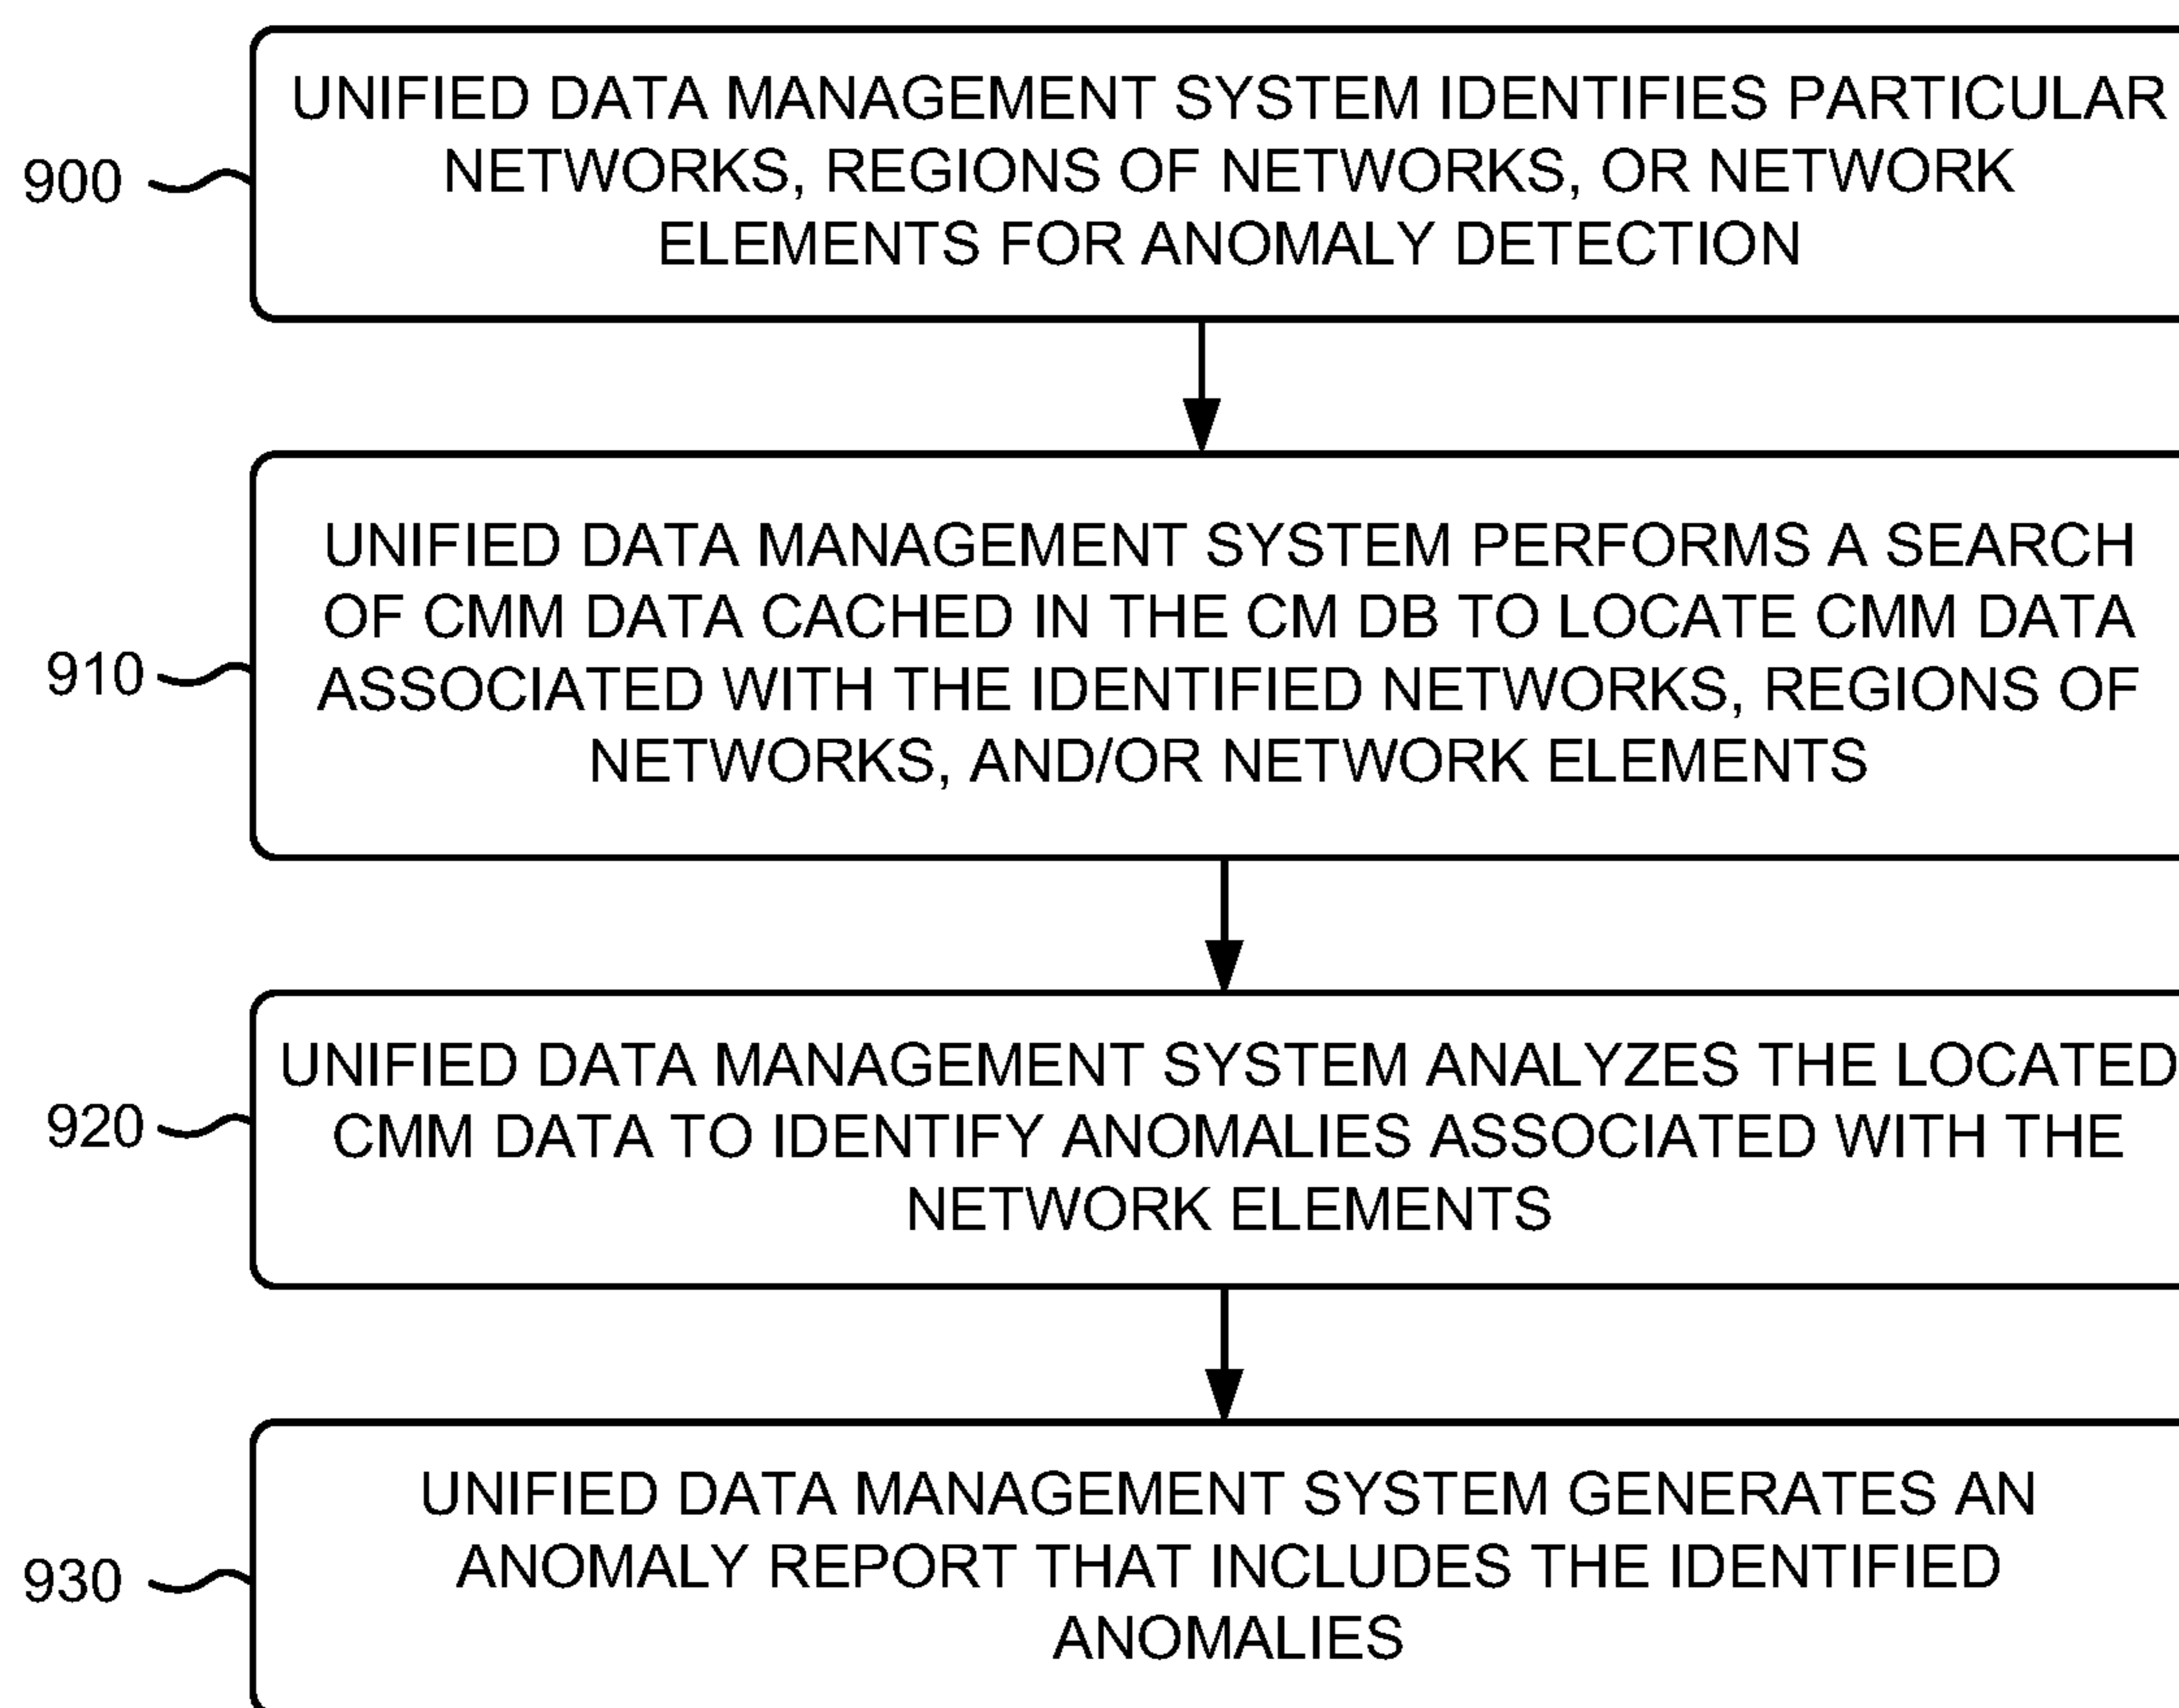 UNIFIED DATA MANAGEMENT SYSTEM IDENTIFIES PARTICULAR
NETWORKS, REGIONS OF NETWORKS, OR NETWORK
ELEMENTS FOR ANOMALY DETECTION
900
UNIFIED DATA MANAGEMENT SYSTEM PERFORMS A SEARCH
OF CMM DATA CACHED IN THE CM DB TO LOCATE CMM DATA
ASSOCIATED WITH THE IDENTIFIED NETWORKS, REGIONS OF
NETWORKS, AND/OR NETWORK ELEMENTS
910
UNIFIED DATA MANAGEMENT SYSTEM ANALYZES THE LOCATED
CMM DATA TO IDENTIFY ANOMALIES ASSOCIATED WITH THE
NETWORK ELEMENTS
920
UNIFIED DATA MANAGEMENT SYSTEM GENERATES AN
ANOMALY REPORT THAT INCLUDES THE IDENTIFIED
ANOMALIES
930